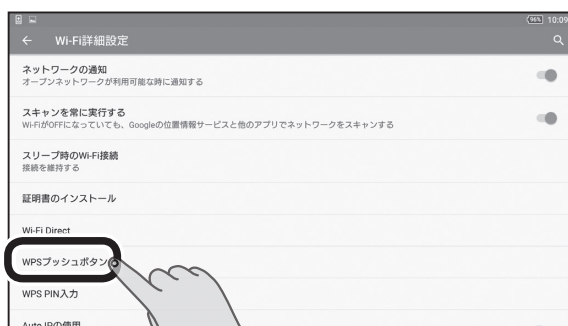 96% 10:09
Wi-Fi詳細設定
ネットワークの通知
オープンネットワークが利用可能な時に通知する
スキャンを常に実行する
Wi-FiがOFFになっていても、Googleの位置情報サービスと他のアプリでネットワークをスキャンする
スリープ時のWi-Fi接続
接続を維持する
証明書のインストール
Wi-Fi Direct
WPSプッシュボタン
WPS PIN入力
Auto IPの使用